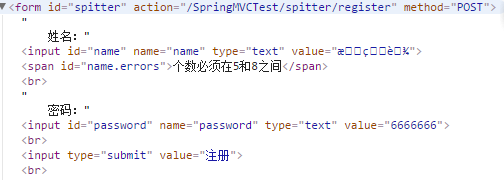 <form id="spitter" action="/SpringMVCTest/spitter/register" method="POST">
"
姓名："
<input id="name" name="name" type="text" value="æ
<span id="name.errors">个数必须在5和8之间</span>
<br>
"
密码："
<input id="password" name="password" type="text" value="6666666">
<br>
<input type="submit" value="注册">
<br>